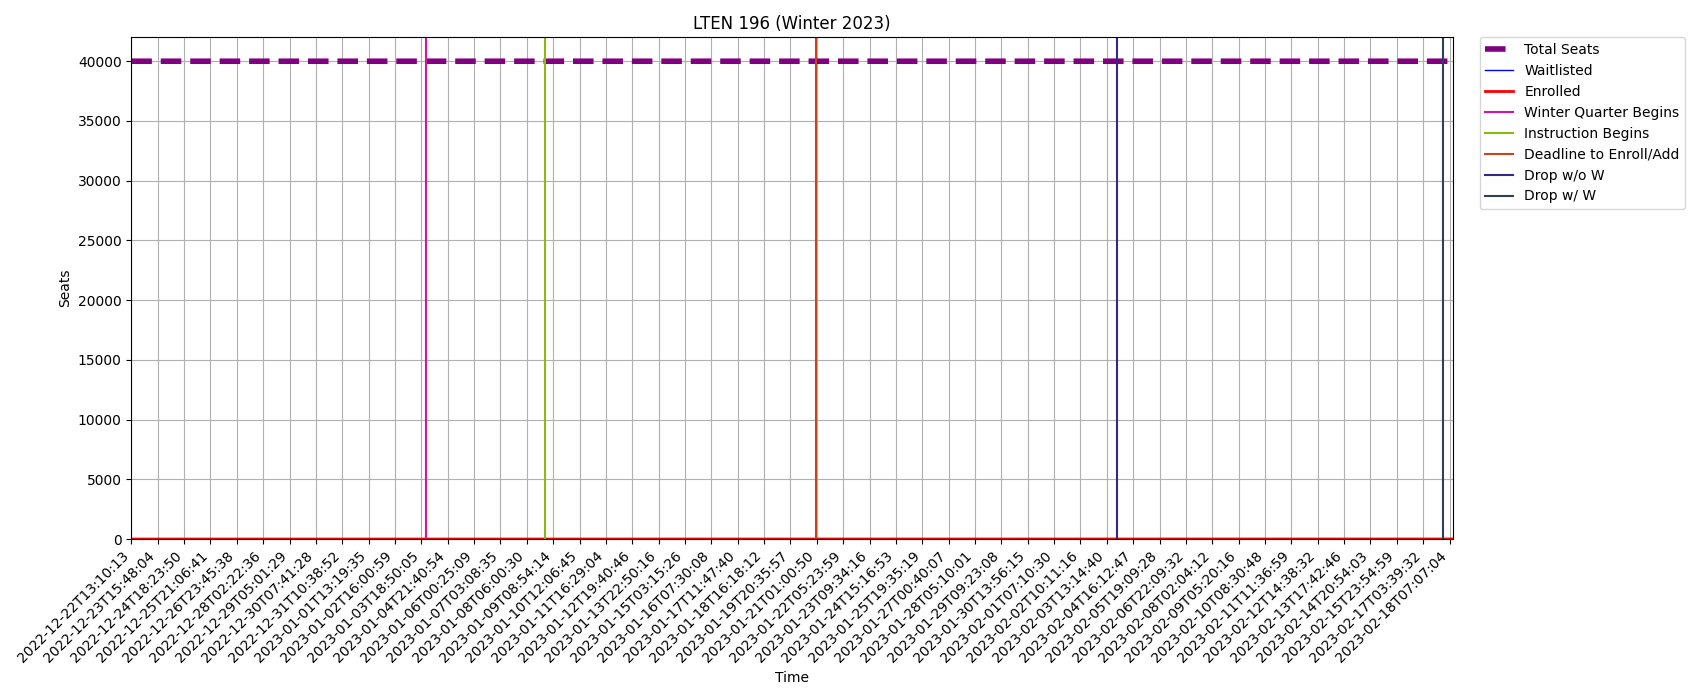 LTEN 196 (Winter 2023)
40000
35000
30000
25000
20000
15000
10000
5000
0
Seats
2022-12-22T13:10:13
2022-12-23T15:48:04
2022-12-24T18:23:50
2022-12-25T21:06:41
2022-12-26T23:45:38
2022-12-28T02:22:36
2022-12-29T05:01:29
2022-12-30T07:41:28
2022-12-31T10:38:52
2023-01-01T13:19:35
2023-01-02T16:00:59
2023-01-03T18:50:05
2023-01-04T21:40:54
2023-01-06T00:25:09
2023-01-07T03:08:35
2023-01-08T06:00:30
2023-01-09T08:54:14
2023-01-10T12:06:45
2023-01-11T16:29:04
2023-01-12T19:40:46
2023-01-13T22:50:16
2023-01-15T03:15:26
2023-01-16T07:30:08
2023-01-17T11:47:40
2023-01-18T16:18:12
2023-01-19T20:35:57
2023-01-21T01:00:50
2023-01-22T05:23:59
2023-01-23T09:34:16
2023-01-24T15:16:53
2023-01-25T19:35:19
2023-01-27T00:40:07
2023-01-28T05:10:01
2023-01-29T09:23:08
2023-01-30T13:56:15
2023-02-01T07:10:30
2023-02-02T10:11:16
2023-02-03T13:14:40
2023-02-04T16:12:47
2023-02-05T19:09:28
2023-02-06T22:09:32
2023-02-08T02:04:12
2023-02-09T05:20:16
2023-02-10T08:30:48
2023-02-11T11:36:59
2023-02-12T14:38:32
2023-02-13T17:42:46
2023-02-14T20:54:03
2023-02-15T23:54:59
2023-02-17T03:39:32
2023-02-18T07:07:04
Time
Total Seats
Waitlisted
Enrolled
Winter Quarter Begins
Instruction Begins
Deadline to Enroll/Add
Drop w/o W
Drop w/ W